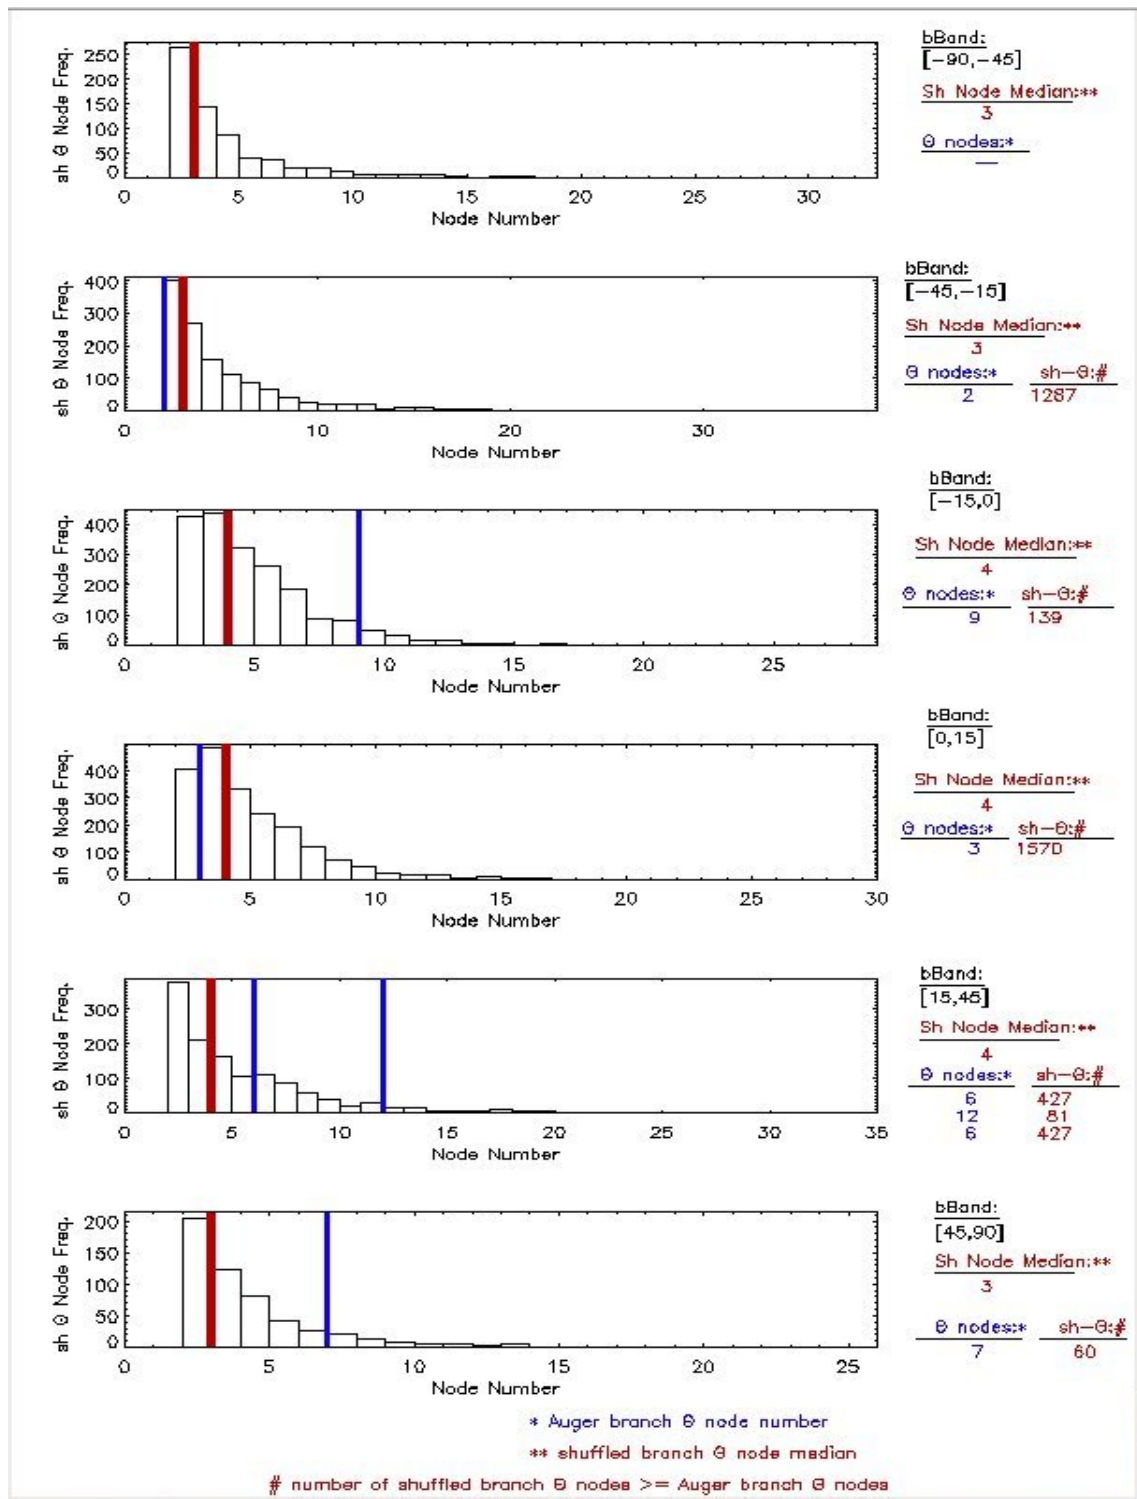 sh Θ Node Freq.
250
200
150
100
50
0
0 5 10 15 20 25 30
Node Number
bBand:
[−90,−45]
Sh Node Median:**
3
Θ nodes:*
—
sh Θ Node Freq.
400
300
200
100
0
0 10 20 30
Node Number
bBand:
[−45,−15]
Sh Node Median:**
3
Θ nodes:* sh−Θ:#
2 1287
sh Θ Node Freq.
400
300
200
100
0
0 5 10 15 20 25
Node Number
bBand:
[−15,0]
Sh Node Median:**
4
Θ nodes:* sh−Θ:#
9 139
sh Θ Node Freq.
400
300
200
100
0
0 5 10 15 20 25 30
Node Number
bBand:
[0,15]
Sh Node Median:**
4
Θ nodes:* sh−Θ:#
3 1570
sh Θ Node Freq.
300
200
100
0
0 5 10 15 20 25 30 35
Node Number
bBand:
[15,45]
Sh Node Median:**
4
Θ nodes:* sh−Θ:#
6 427
12 81
6 427
sh Θ Node Freq.
200
150
100
50
0
0 5 10 15 20 25
Node Number
bBand:
[45,90]
Sh Node Median:**
3
Θ nodes:* sh−Θ:#
7 60
* Auger branch Θ node number
** shuffled branch Θ node median
# number of shuffled branch Θ nodes >= Auger branch Θ nodes